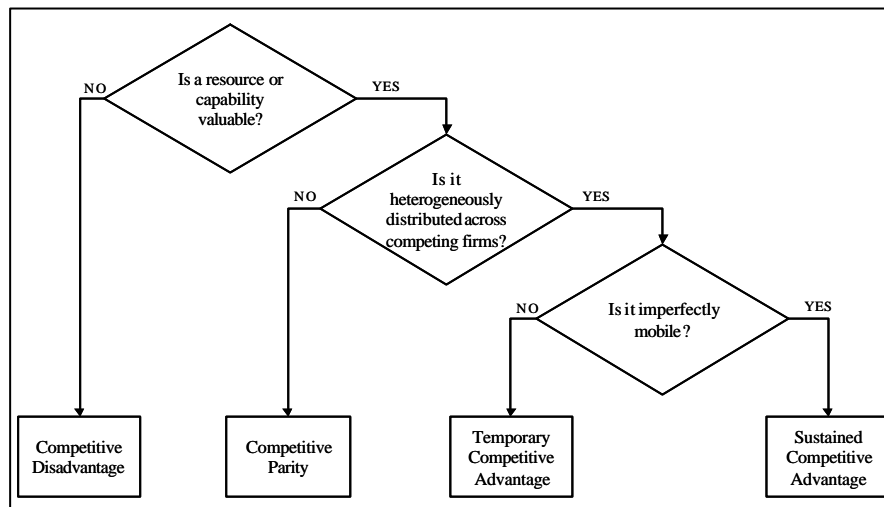 Is a resource or
capability
valuable?
NO
YES
Is it
heterogeneously
distributed across
competing firms?
NO
YES
Is it imperfectly
mobile?
NO
YES
Competitive
Disadvantage
Competitive
Parity
Temporary
Competitive
Advantage
Sustained
Competitive
Advantage